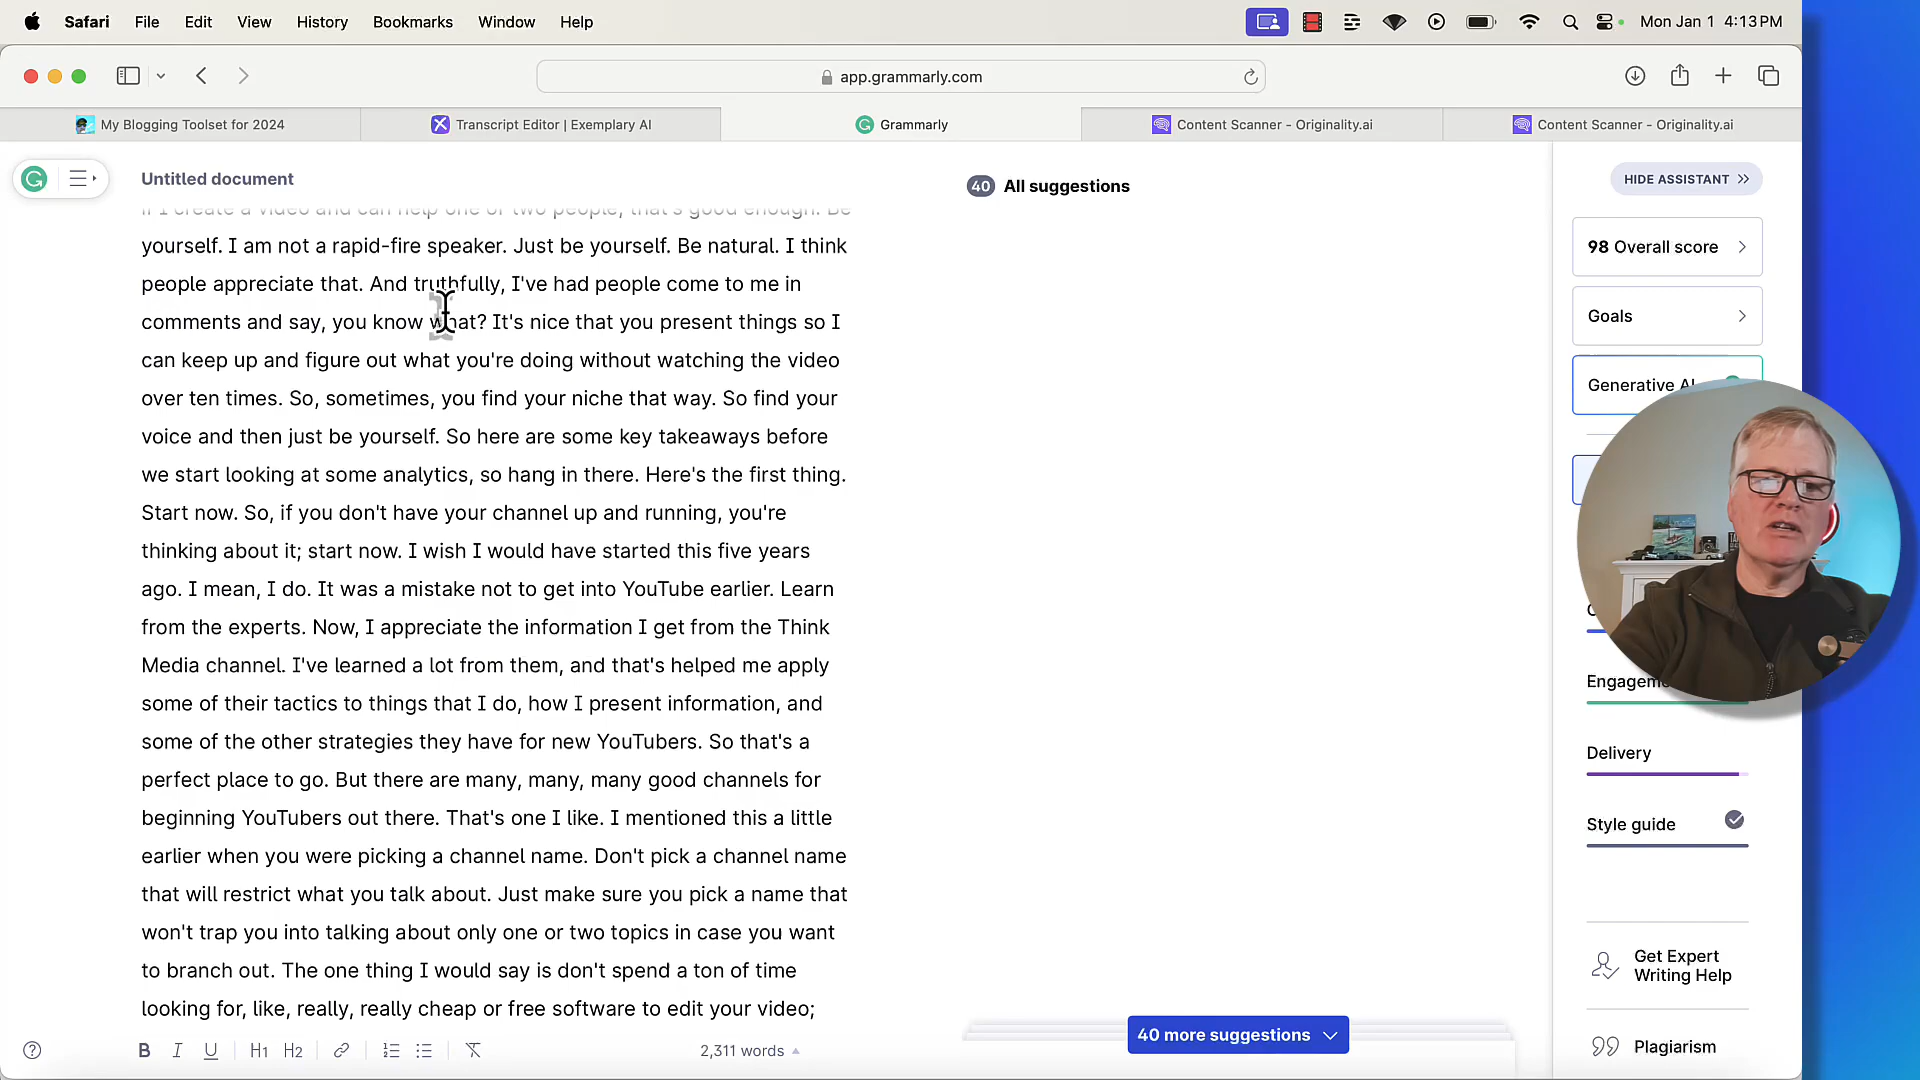 Safari File Edit View History Bookmarks Window Help
Mon Jan 1 4:13 PM
app.grammarly.com
My Blogging Toolset for 2024
Transcript Editor | Exemplary AI
Grammarly
Content Scanner - Originality.ai
Content Scanner - Originality.ai
Untitled document
40 All suggestions
HIDE ASSISTANT
If I create a video and can help one or two people, that's good enough. Be
yourself. I am not a rapid-fire speaker. Just be yourself. Be natural. I think
people appreciate that. And truthfully, I've had people come to me in
comments and say, you know what? It's nice that you present things so I
can keep up and figure out what you're doing without watching the video
over ten times. So, sometimes, you find your niche that way. So find your
voice and then just be yourself. So here are some key takeaways before
we start looking at some analytics, so hang in there. Here's the first thing.
Start now. So, if you don't have your channel up and running, you're
thinking about it; start now. I wish I would have started this five years
ago. I mean, I do. It was a mistake not to get into YouTube earlier. Learn
from the experts. Now, I appreciate the information I get from the Think
Media channel. I've learned a lot from them, and that's helped me apply
some of their tactics to things that I do, how I present information, and
some of the other strategies they have for new YouTubers. So that's a
perfect place to go. But there are many, many, many good channels for
beginning YouTubers out there. That's one I like. I mentioned this a little
earlier when you were picking a channel name. Don't pick a channel name
that will restrict what you talk about. Just make sure you pick a name that
won't trap you into talking about only one or two topics in case you want
to branch out. The one thing I would say is don't spend a ton of time
looking for, like, really, really cheap or free software to edit your video;
98 Overall score
Goals
Generative AI
Engagem
Delivery
Style guide
Get Expert
Writing Help
Plagiarism
B I U H1 H2
2,311 words
40 more suggestions